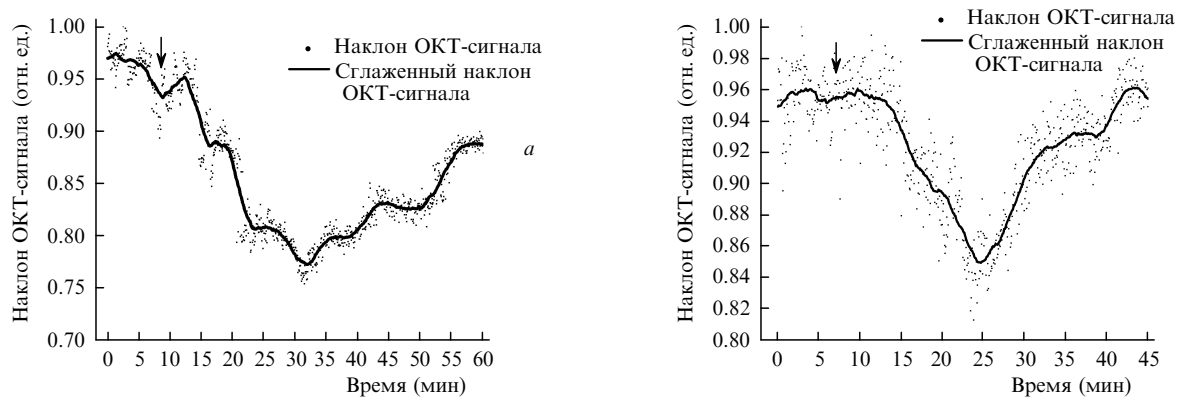 Наклон ОКТ-сигнала (отн. ед.)
1.00
0.95
0.90
0.85
0.80
0.75
0.70
• Наклон ОКТ-сигнала
Сглаженный наклон
ОКТ-сигнала
а
0 5 10 15 20 25 30 35 40 45 50 55 60
Время (мин)
Наклон ОКТ-сигнала (отн. ед.)
1.00
0.98
0.96
0.94
0.92
0.90
0.88
0.86
0.84
0.82
0.80
• Наклон ОКТ-сигнала
Сглаженный наклон
ОКТ-сигнала
0 5 10 15 20 25 30 35 40 45
Время (мин)